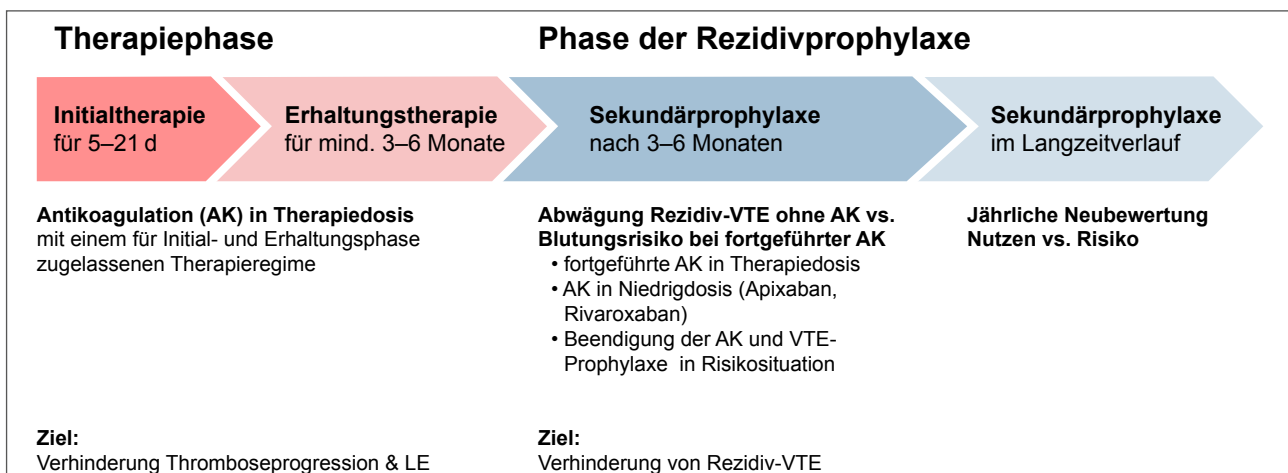 Therapiephase
Phase der Rezidivprophylaxe
Initialtherapie
für 5–21 d
Erhaltungstherapie
für mind. 3–6 Monate
Sekundärprophylaxe
nach 3–6 Monaten
Sekundärprophylaxe
im Langzeitverlauf
Antikoagulation (AK) in Therapiedosis
mit einem für Initial- und Erhaltungsphase
zugelassenen Therapieregime
Abwägung Rezidiv-VTE ohne AK vs.
Blutungsrisiko bei fortgeführter AK
• fortgeführte AK in Therapiedosis
• AK in Niedrigdosis (Apixaban,
Rivaroxaban)
• Beendigung der AK und VTE-
Prophylaxe in Risikosituation
Jährliche Neubewertung
Nutzen vs. Risiko
Ziel:
Verhinderung Thromboseprogression & LE
Ziel:
Verhinderung von Rezidiv-VTE